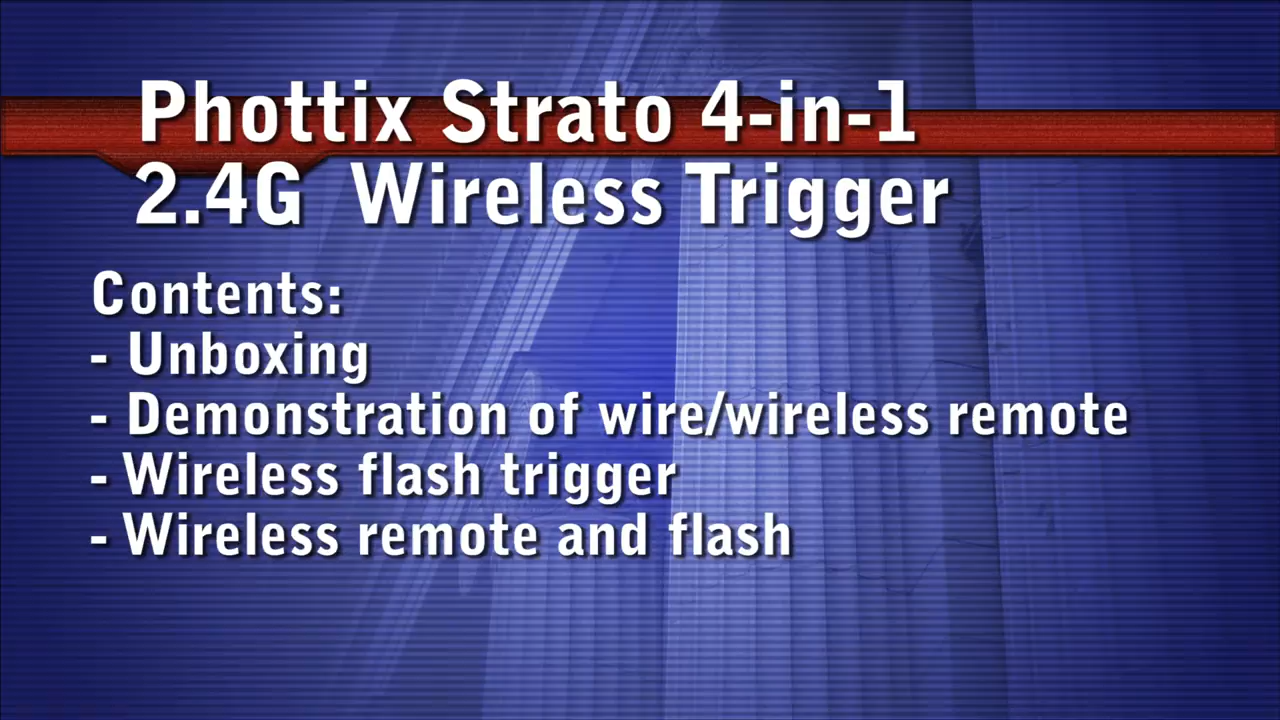 Phottix Strato 4-in-1
2.4G Wireless Trigger
Contents:
- Unboxing
- Demonstration of wire/wireless remote
- Wireless flash trigger
- Wireless remote and flash